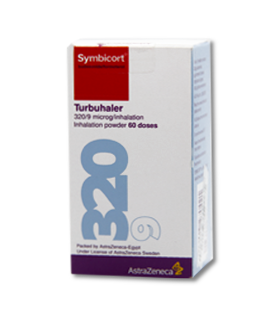 Symbicort®
Turbuhaler
320/9 microg/inhalation
Inhalation powder 60 doses
320
9
Packed by AstraZeneca-Egypt
Under License of AstraZeneca Sweden
AstraZeneca